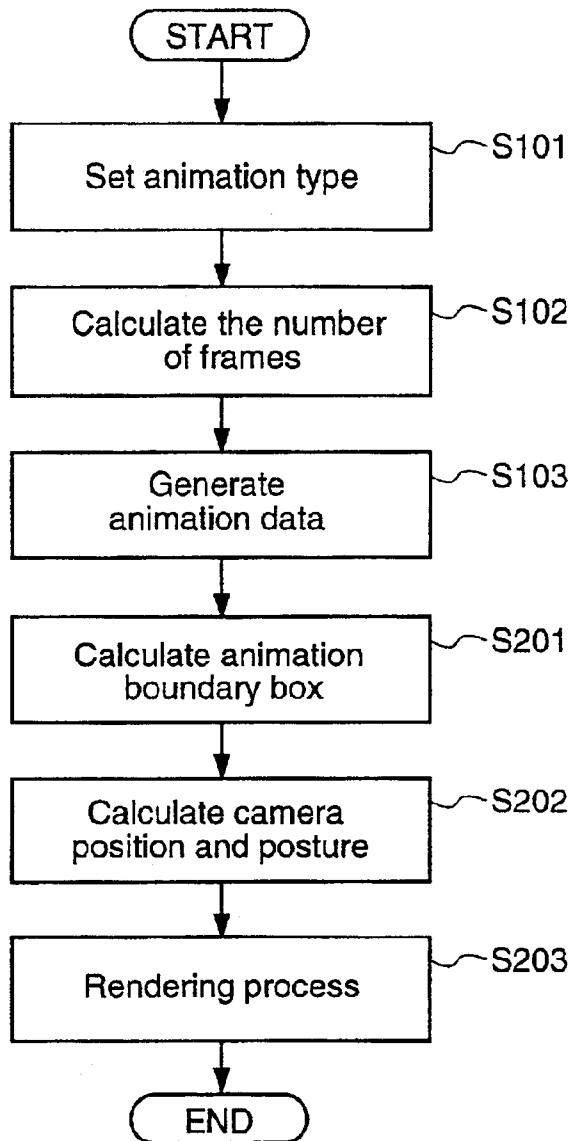 START
Set animation type
S101
Calculate the number
of frames
S102
Generate
animation data
S103
Calculate animation
boundary box
S201
Calculate camera
position and posture
S202
Rendering process
S203
END